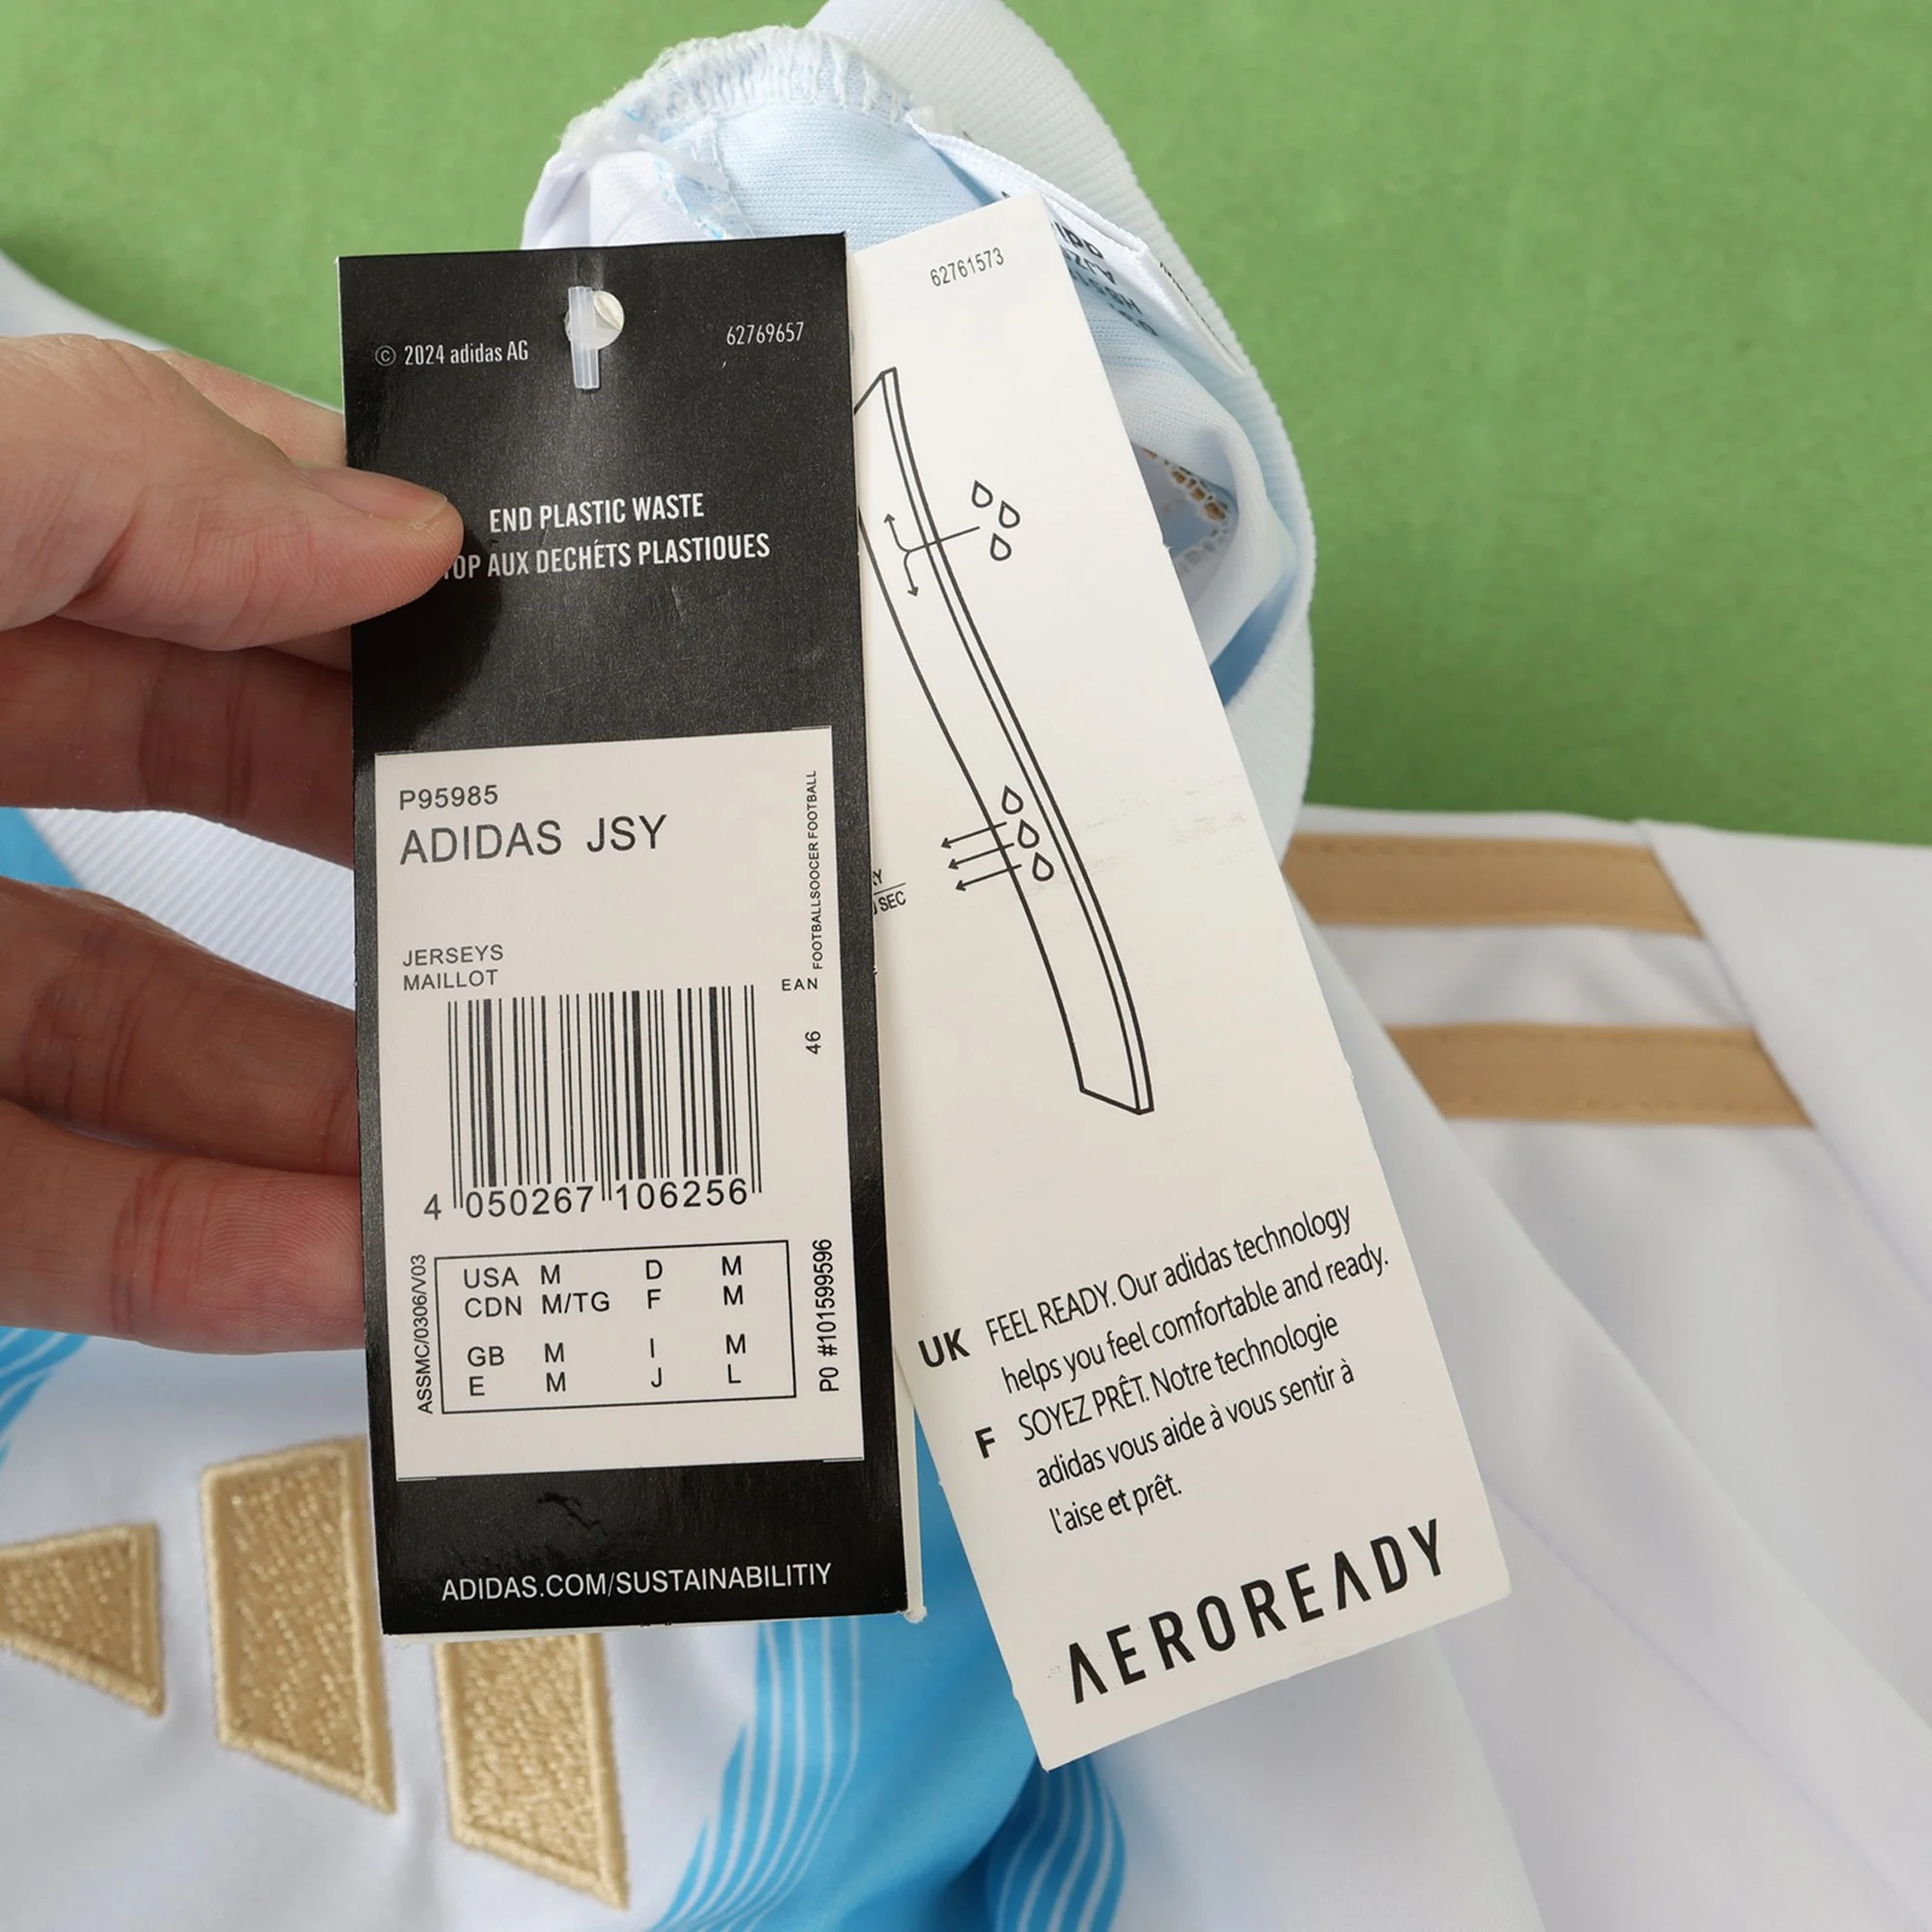 © 2024 adidas AG
62769657
END PLASTIC WASTE
OP AUX DECHÉTS PLASTIQUES
P95985
ADIDAS JSY
FOOTBALLSOOCER FOOTBALL
JERSEYS
MAILLOT
EAN
46
4 050267 106256
ASSMC/0306/V03
USA M D M
CDN M/TG F M
GB M I M
E M J L
PO #101599596
ADIDAS.COM/SUSTAINABILITIY
62761573
SEC
UK FEEL READY. Our adidas technology
helps you feel comfortable and ready.
F SOYEZ PRÊT. Notre technologie
adidas vous aide à vous sentir à
l'aise et prêt.
AEROREADY